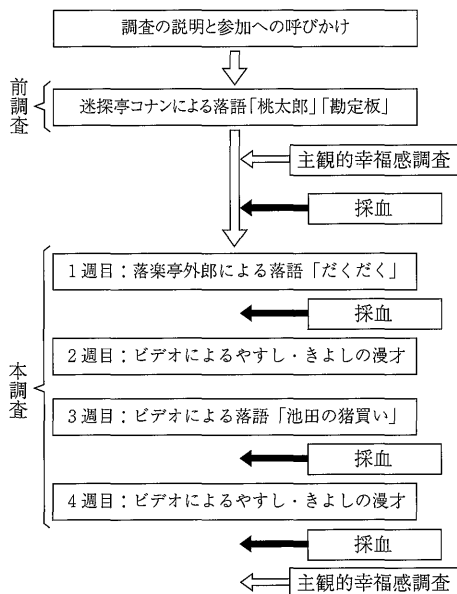 調査の説明と参加への呼びかけ
前調査
迷探亭コナンによる落語「桃太郎」「勘定板」
主観的幸福感調査
採血
本調査
1週目：落楽亭外郎による落語「だくだく」
採血
2週目：ビデオによるやすし・きよしの漫才
3週目：ビデオによる落語「池田の猪買い」
採血
4週目：ビデオによるやすし・きよしの漫才
採血
主観的幸福感調査